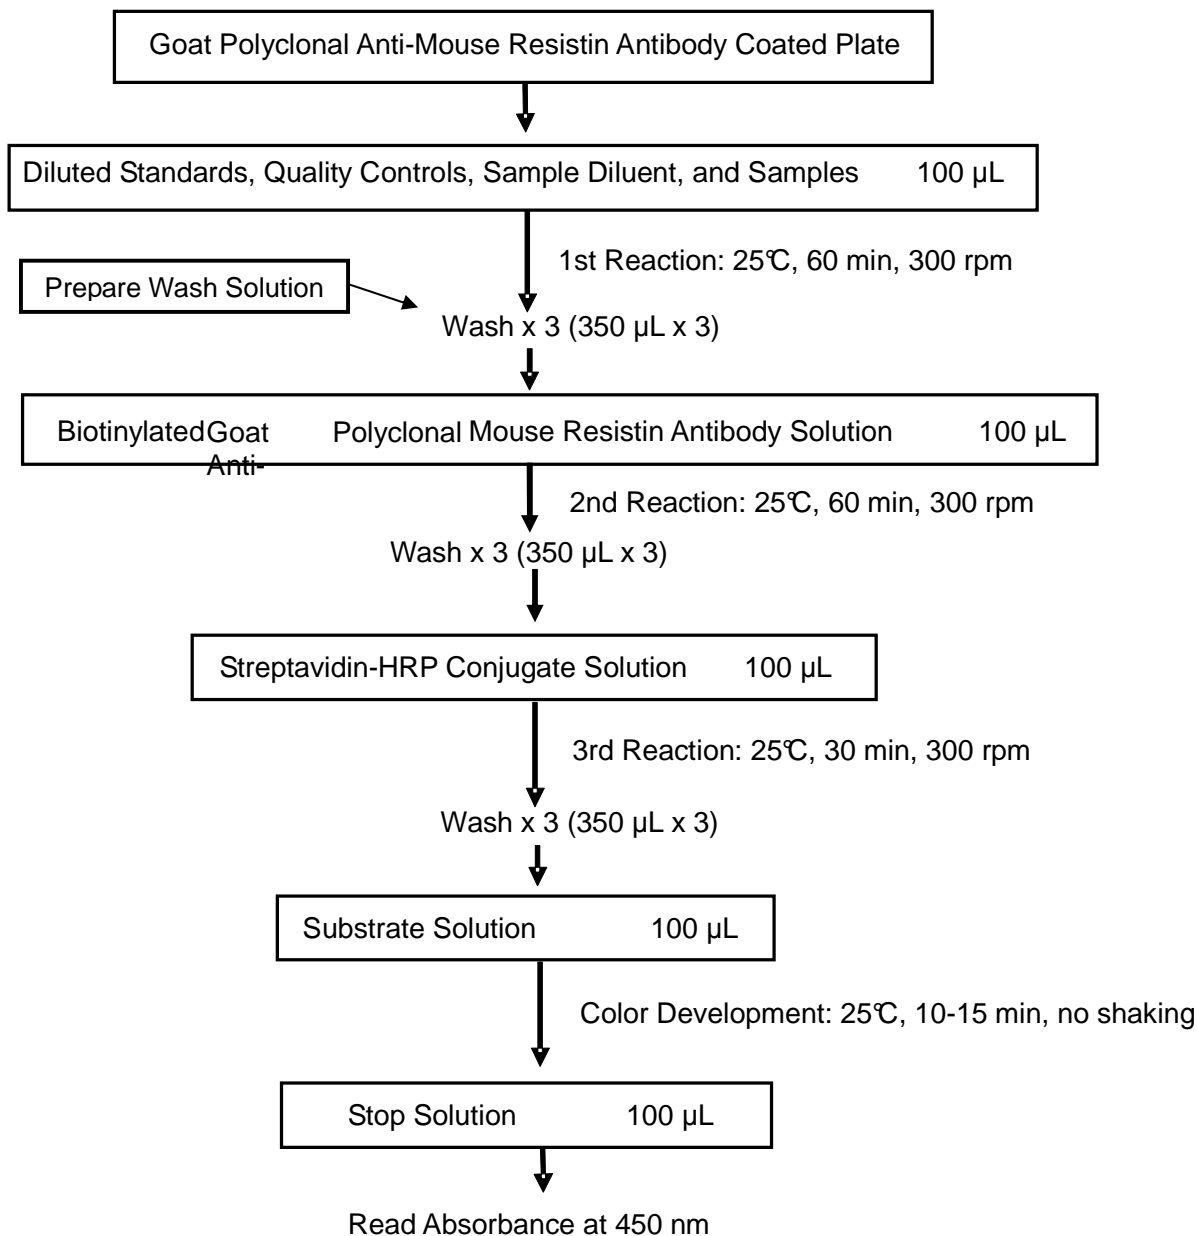 Goat Polyclonal Anti-Mouse Resistin Antibody Coated Plate
Diluted Standards, Quality Controls, Sample Diluent, and Samples 100 µL
1st Reaction: 25℃, 60 min, 300 rpm
Prepare Wash Solution
Wash x 3 (350 µL x 3)
Biotinylated Goat Polyclonal Mouse Resistin Antibody Solution 100 µL
Anti-
2nd Reaction: 25℃, 60 min, 300 rpm
Wash x 3 (350 µL x 3)
Streptavidin-HRP Conjugate Solution 100 µL
3rd Reaction: 25℃, 30 min, 300 rpm
Wash x 3 (350 µL x 3)
Substrate Solution 100 µL
Color Development: 25℃, 10-15 min, no shaking
Stop Solution 100 µL
Read Absorbance at 450 nm